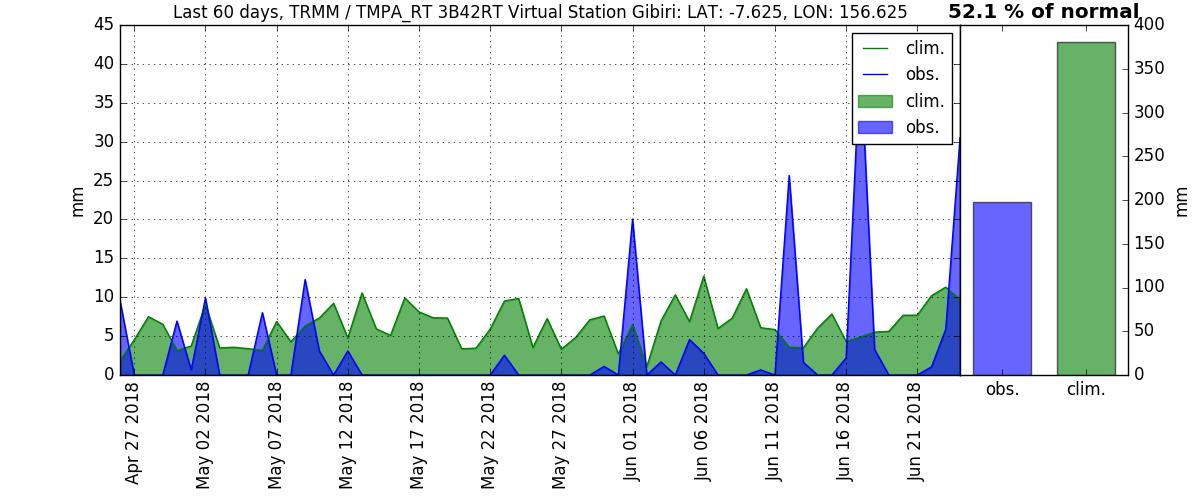 Last 60 days, TRMM / TMPA_RT 3B42RT Virtual Station Gibiri: LAT: -7.625, LON: 156.625
52.1 % of normal
45
40
35
30
25
20
15
10
5
0
mm
clim.
obs.
clim.
obs.
Apr 27 2018
May 02 2018
May 07 2018
May 12 2018
May 17 2018
May 22 2018
May 27 2018
Jun 01 2018
Jun 06 2018
Jun 11 2018
Jun 16 2018
Jun 21 2018
400
350
300
250
200
150
100
50
0
mm
obs.
clim.